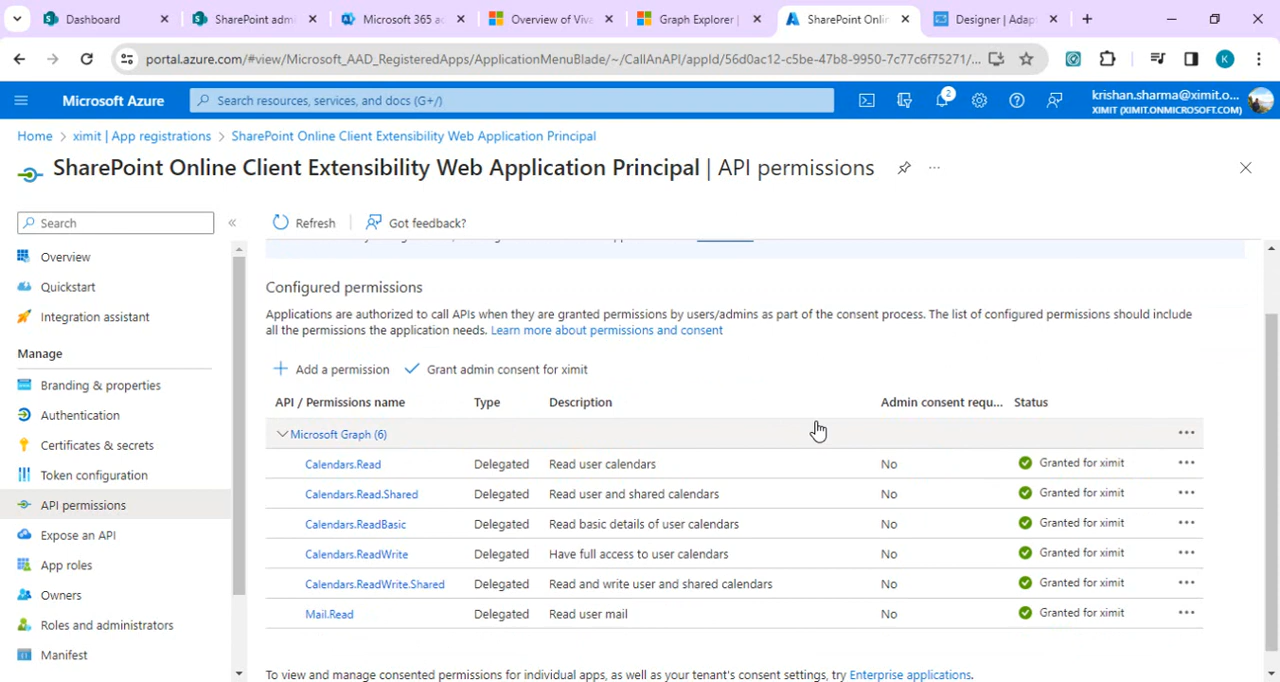 Dashboard
SharePoint adm
Microsoft 365 a
Overview of Viva
Graph Explorer |
SharePoint Onlin
Designer | Adap
portal.azure.com/#view/Microsoft_AAD_RegisteredApps/ApplicationMenuBlade/~/CallAnAPI/appId/56d0ac12-c5be-47b8-9950-7c77c6f75271/...
K
Microsoft Azure
Search resources, services, and docs (G+/)
2
krishan.sharma@ximit.o...
XIMIT (XIMIT.ONMICROSOFT.COM)
Home > ximit | App registrations > SharePoint Online Client Extensibility Web Application Principal
SharePoint Online Client Extensibility Web Application Principal | API permissions
Search
Refresh
Got feedback?
Overview
Quickstart
Integration assistant
Manage
Branding & properties
Authentication
Certificates & secrets
Token configuration
API permissions
Expose an API
App roles
Owners
Roles and administrators
Manifest
Configured permissions
Applications are authorized to call APIs when they are granted permissions by users/admins as part of the consent process. The list of configured permissions should include
all the permissions the application needs. Learn more about permissions and consent
Add a permission
Grant admin consent for ximit
API / Permissions name Type Description Admin consent requ... Status
Microsoft Graph (6)
Calendars.Read Delegated Read user calendars No Granted for ximit
Calendars.Read.Shared Delegated Read user and shared calendars No Granted for ximit
Calendars.ReadBasic Delegated Read basic details of user calendars No Granted for ximit
Calendars.ReadWrite Delegated Have full access to user calendars No Granted for ximit
Calendars.ReadWrite.Shared Delegated Read and write user and shared calendars No Granted for ximit
Mail.Read Delegated Read user mail No Granted for ximit
To view and manage consented permissions for individual apps, as well as your tenant's consent settings, try Enterprise applications.